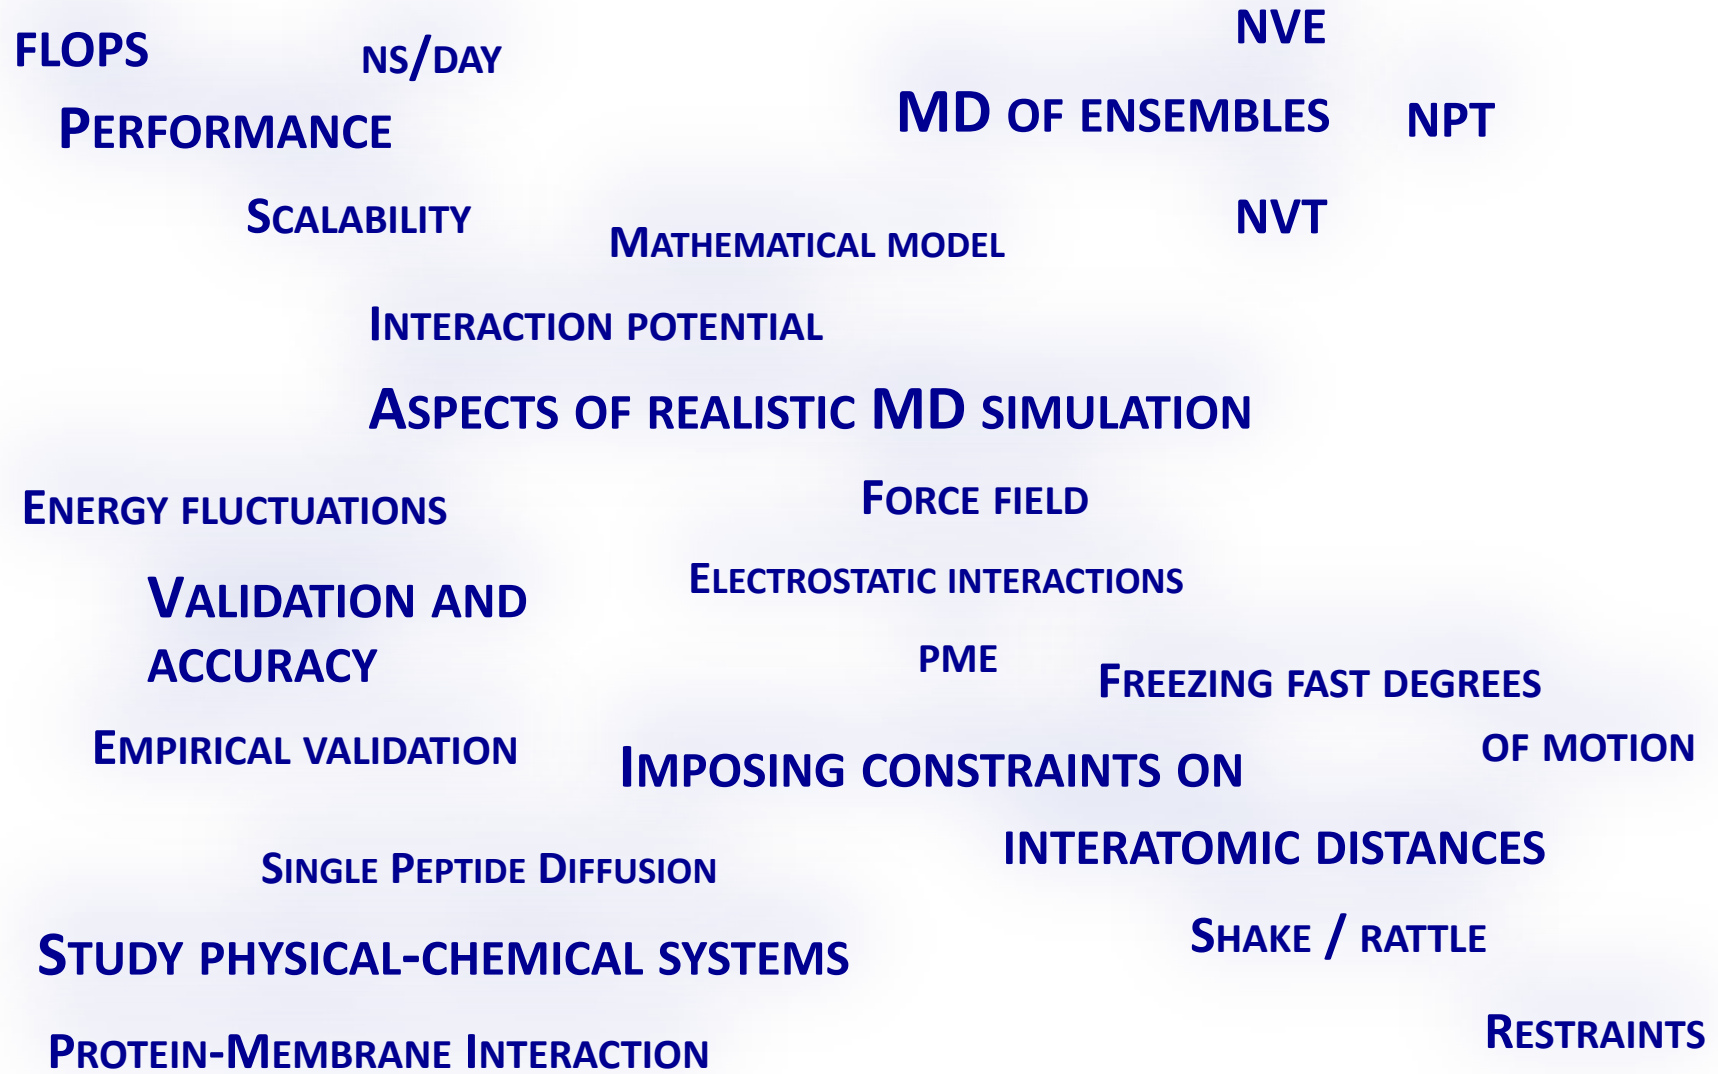 NVE
FLOPS
NS/DAY
MD OF ENSEMBLES
NPT
PERFORMANCE
SCALABILITY
NVT
MATHEMATICAL MODEL
INTERACTION POTENTIAL
ASPECTS OF REALISTIC MD SIMULATION
ENERGY FLUCTUATIONS
FORCE FIELD
ELECTROSTATIC INTERACTIONS
VALIDATION AND
ACCURACY
PME
FREEZING FAST DEGREES
OF MOTION
EMPIRICAL VALIDATION
IMPOSING CONSTRAINTS ON
INTERATOMIC DISTANCES
SINGLE PEPTIDE DIFFUSION
SHAKE / RATTLE
STUDY PHYSICAL-CHEMICAL SYSTEMS
RESTRAINTS
PROTEIN-MEMBRANE INTERACTION